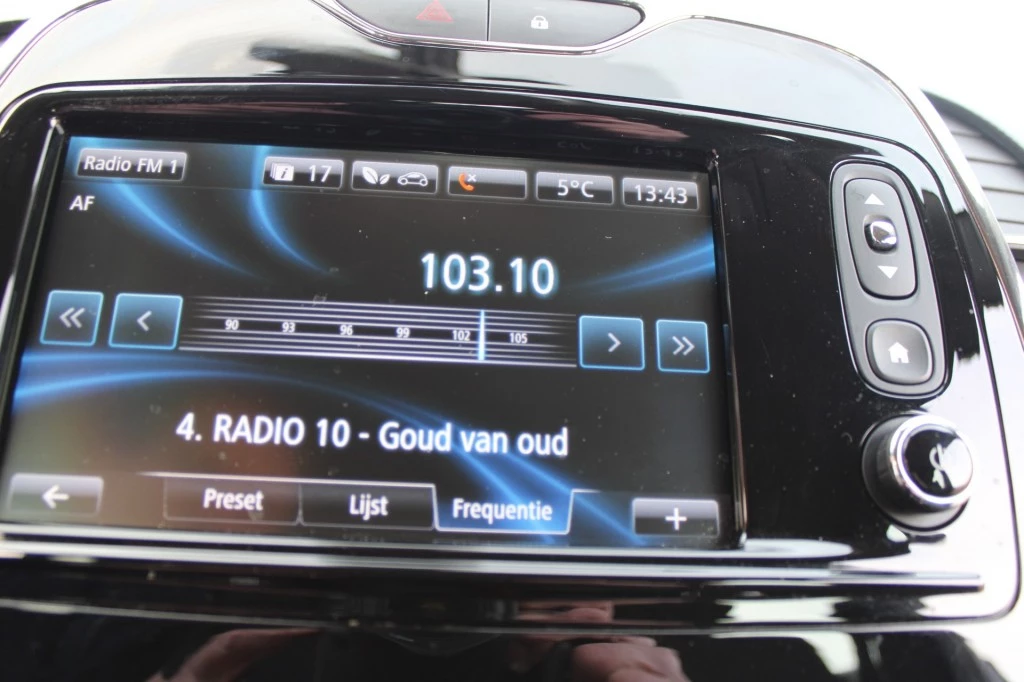 Radio FM 1
i 17
5°C
13:43
AF
103.10
90 93 96 99 102 105
4. RADIO 10 - Goud van oud
Preset
Lijst
Frequentie
+